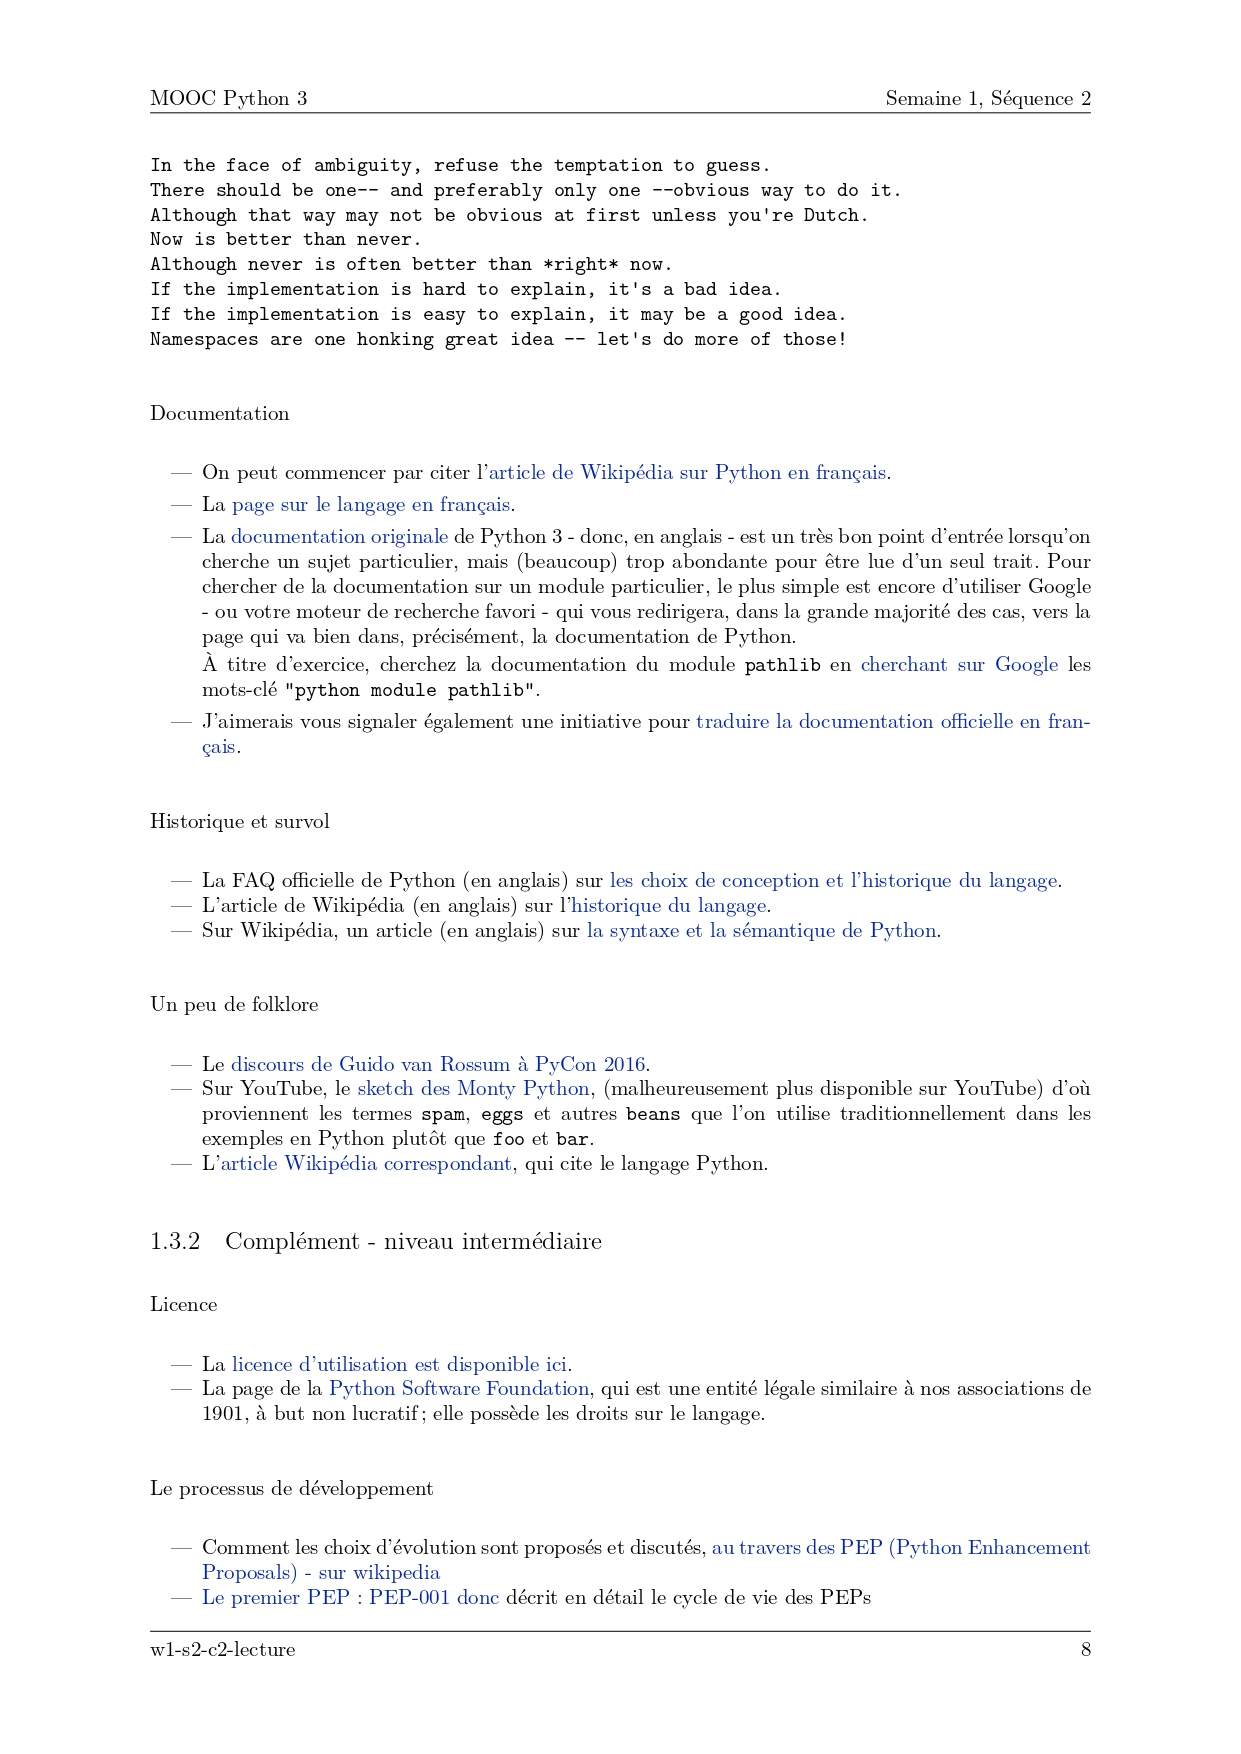 MOOC Python 3 Semaine 1, Séquence 2
In the face of ambiguity, refuse the temptation to guess.
There should be one-- and preferably only one --obvious way to do it.
Although that way may not be obvious at first unless you're Dutch.
Now is better than never.
Although never is often better than *right* now.
If the implementation is hard to explain, it's a bad idea.
If the implementation is easy to explain, it may be a good idea.
Namespaces are one honking great idea -- let's do more of those!
Documentation
— On peut commencer par citer l'article de Wikipédia sur Python en français.
— La page sur le langage en français.
— La documentation originale de Python 3 - donc, en anglais - est un très bon point d'entrée lorsqu'on
cherche un sujet particulier, mais (beaucoup) trop abondante pour être lue d'un seul trait. Pour
chercher de la documentation sur un module particulier, le plus simple est encore d'utiliser Google
- ou votre moteur de recherche favori - qui vous redirigera, dans la grande majorité des cas, vers la
page qui va bien dans, précisément, la documentation de Python.
À titre d'exercice, cherchez la documentation du module pathlib en cherchant sur Google les
mots-clé "python module pathlib".
— J'aimerais vous signaler également une initiative pour traduire la documentation officielle en fran-
çais.
Historique et survol
— La FAQ officielle de Python (en anglais) sur les choix de conception et l'historique du langage.
— L'article de Wikipédia (en anglais) sur l'historique du langage.
— Sur Wikipédia, un article (en anglais) sur la syntaxe et la sémantique de Python.
Un peu de folklore
— Le discours de Guido van Rossum à PyCon 2016.
— Sur YouTube, le sketch des Monty Python, (malheureusement plus disponible sur YouTube) d'où
proviennent les termes spam, eggs et autres beans que l'on utilise traditionnellement dans les
exemples en Python plutôt que foo et bar.
— L'article Wikipédia correspondant, qui cite le langage Python.
1.3.2 Complément - niveau intermédiaire
Licence
— La licence d'utilisation est disponible ici.
— La page de la Python Software Foundation, qui est une entité légale similaire à nos associations de
1901, à but non lucratif ; elle possède les droits sur le langage.
Le processus de développement
— Comment les choix d'évolution sont proposés et discutés, au travers des PEP (Python Enhancement
Proposals) - sur wikipedia
— Le premier PEP : PEP-001 donc décrit en détail le cycle de vie des PEPs
w1-s2-c2-lecture 8